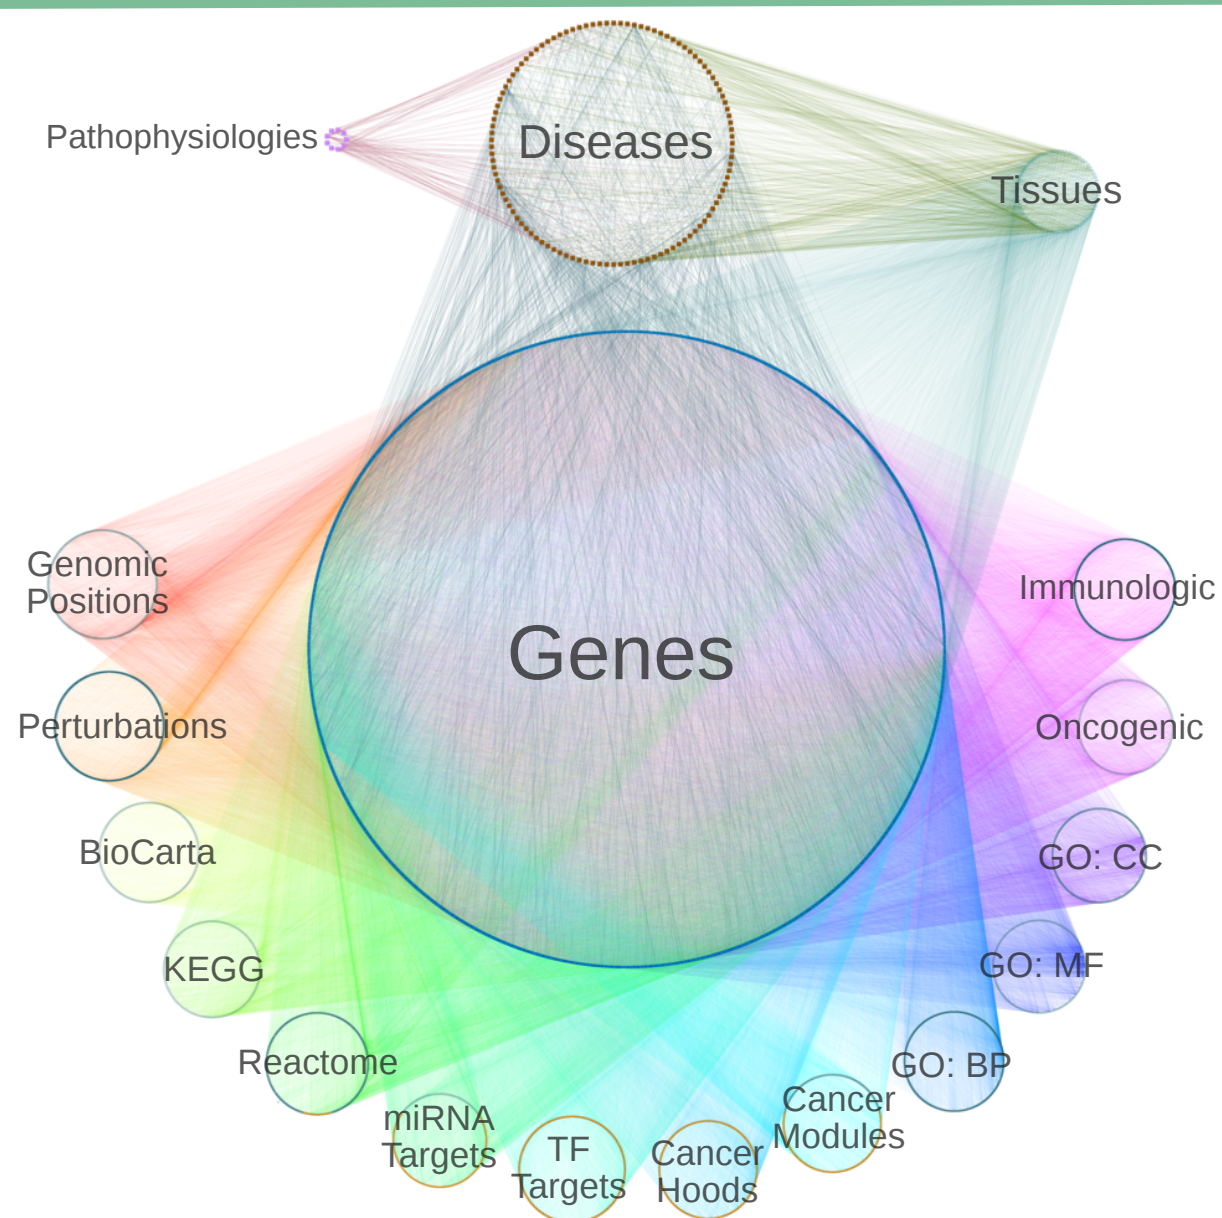 Diseases
Pathophysiologies
Tissues
Genomic
Positions
Immunologic
Genes
Perturbations
Oncogenic
BioCarta
GO: CC
KEGG
GO: MF
Reactome
GO: BP
miRNA
Targets
Cancer
Modules
TF
Targets
Cancer
Hoods